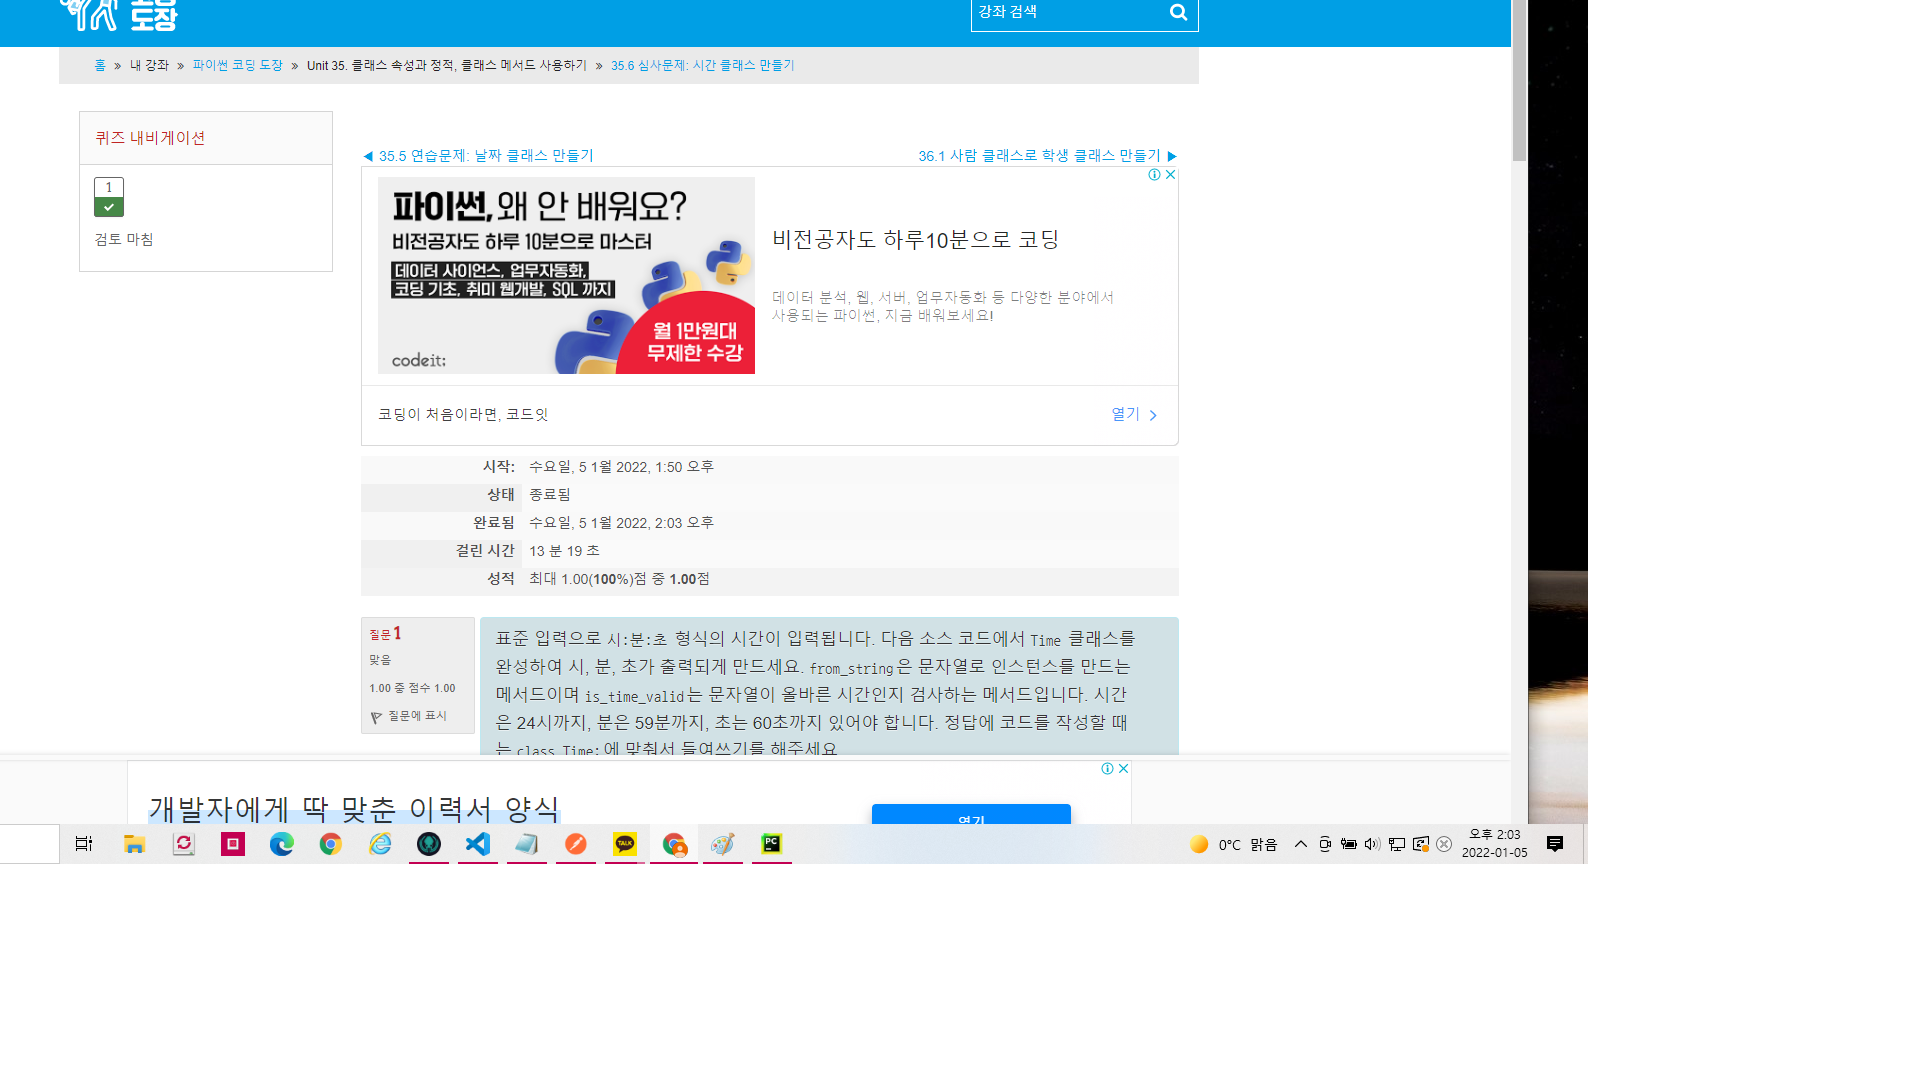 도장
강좌 검색
홈 » 내 강좌 » 파이썬 코딩 도장 » Unit 35. 클래스 속성과 정적, 클래스 메서드 사용하기 » 35.6 심사문제: 시간 클래스 만들기
퀴즈 내비게이션
1
검토 마침
◀ 35.5 연습문제: 날짜 클래스 만들기
36.1 사람 클래스로 학생 클래스 만들기 ▶
파이썬, 왜 안 배워요?
비전공자도 하루 10분으로 마스터
데이터 사이언스, 업무자동화,
코딩 기초, 취미 웹개발, SQL 까지
월 1만원대
무제한 수강
codeit:
비전공자도 하루10분으로 코딩
데이터 분석, 웹, 서버, 업무자동화 등 다양한 분야에서
사용되는 파이썬, 지금 배워보세요!
코딩이 처음이라면, 코드잇
열기
시작: 수요일, 5 1월 2022, 1:50 오후
상태 종료됨
완료됨 수요일, 5 1월 2022, 2:03 오후
걸린 시간 13 분 19 초
성적 최대 1.00(100%)점 중 1.00점
질문 1
맞음
1.00 중 점수 1.00
질문에 표시
표준 입력으로 시:분:초 형식의 시간이 입력됩니다. 다음 소스 코드에서 Time 클래스를
완성하여 시, 분, 초가 출력되게 만드세요. from_string은 문자열로 인스턴스를 만드는
메서드이며 is_time_valid는 문자열이 올바른 시간인지 검사하는 메서드입니다. 시간
은 24시까지, 분은 59분까지, 초는 60초까지 있어야 합니다. 정답에 코드를 작성할 때
는 class Time:에 맞춰서 들여쓰기를 해주세요
개발자에게 딱 맞춘 이력서 양식
열기
TALK
PC
0°C 맑음
오후 2:03
2022-01-05